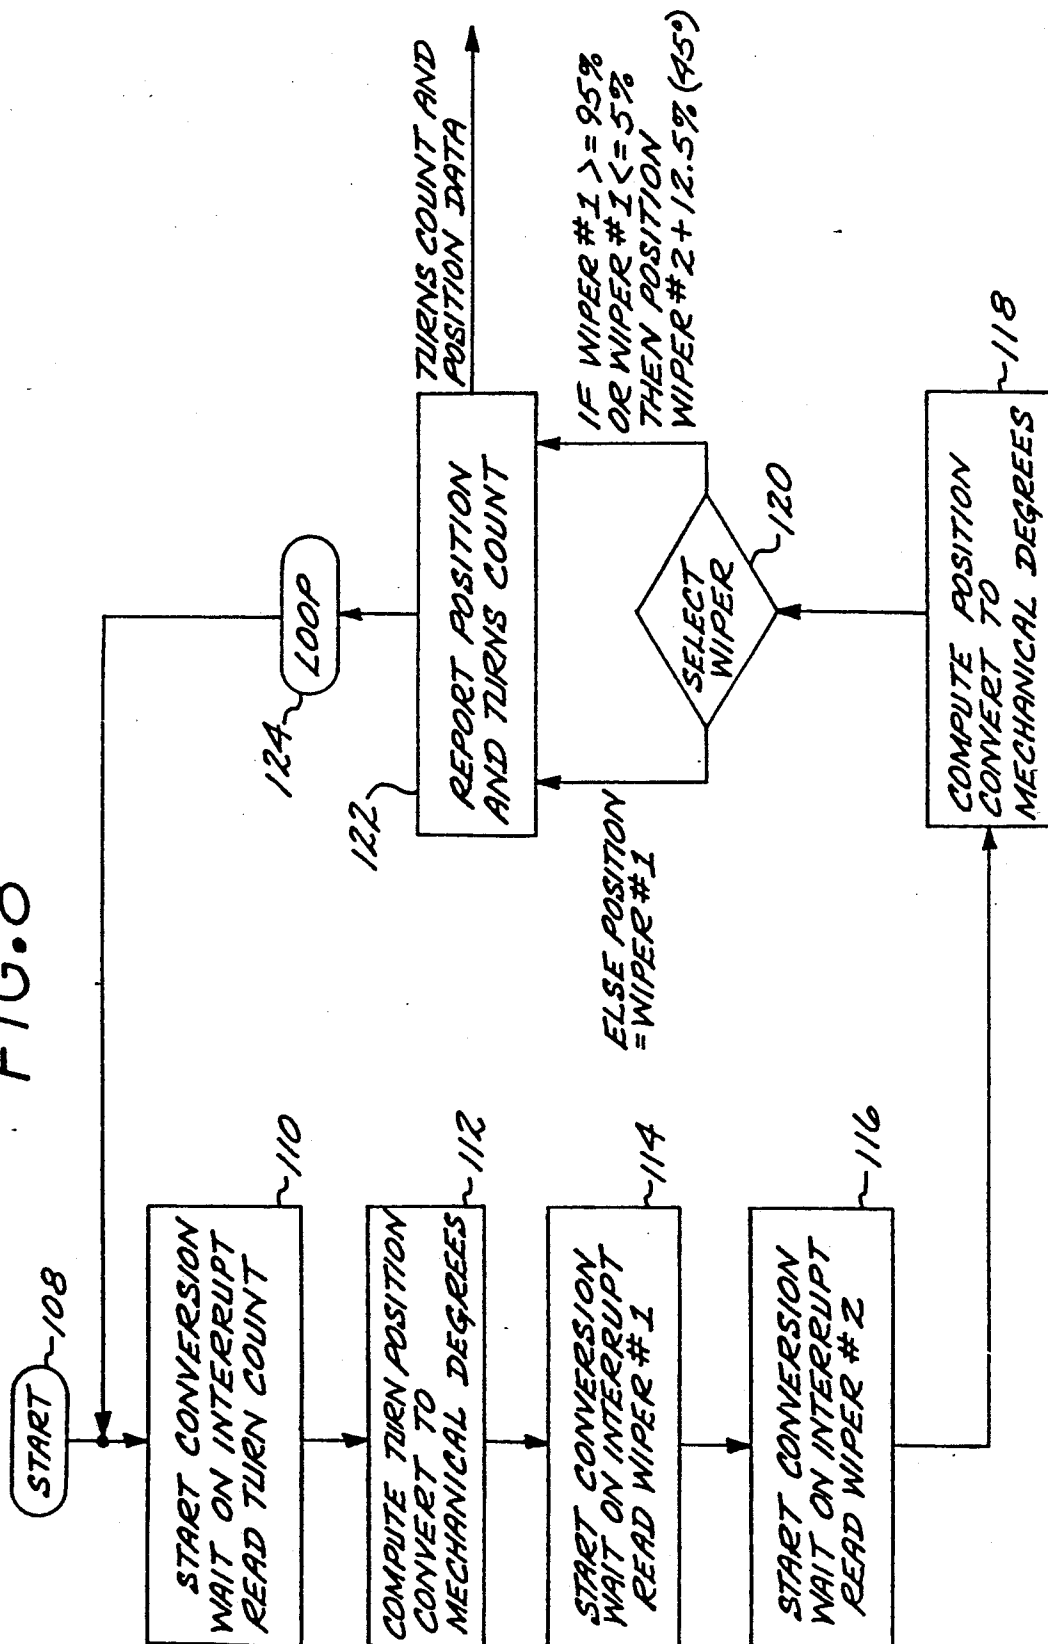 FIG.
START
108
START CONVERSION
WAIT ON INTERRUPT
READ TURN COUNT
110
COMPUTE TURN POSITION
CONVERT TO
MECHANICAL DEGREES
112
START CONVERSION
WAIT ON INTERRUPT
READ WIPER #1
114
START CONVERSION
WAIT ON INTERRUPT
READ WIPER #2
116
COMPUTE POSITION
CONVERT TO
MECHANICAL DEGREES
118
SELECT
WIPER
120
ELSE POSITION
=WIPER#1
IF WIPER#1 >=95%
OR WIPER#1 <=5%
THEN POSITION
WIPER#2+12.5% (45°)
REPORT POSITION
AND TURNS COUNT
122
TURNS COUNT AND
POSITION DATA
LOOP
124